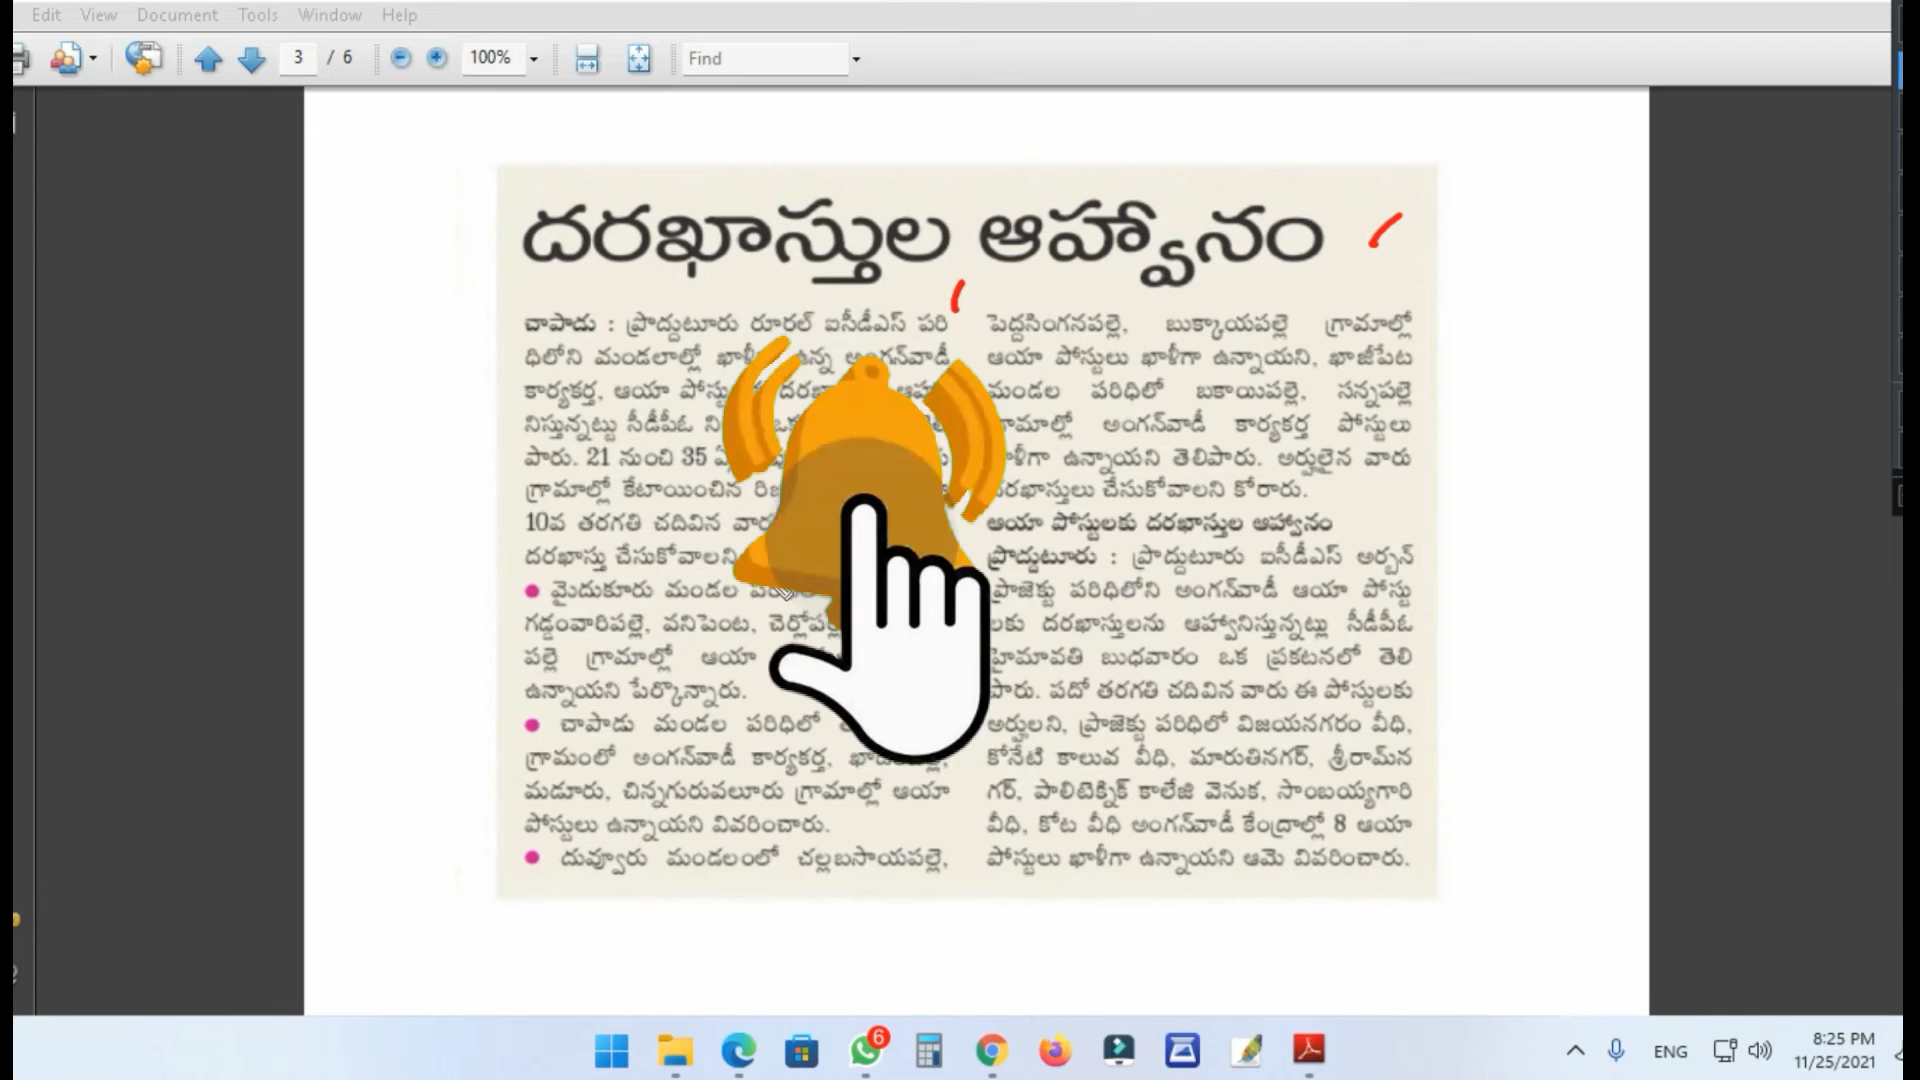 Edit View Document Tools Window Help
3 / 6 100% Find
దరఖాస్తుల ఆహ్వానం
చాపాడు : ప్రొద్దుటూరు రూరల్ ఐసీడీఎస్ పరి
ధిలోని మండలాల్లో ఖాళీగా ఉన్న అంగన్‌వాడీ
కార్యకర్త, ఆయా
నిస్తున్నట్టు సీడీపీఓ
పారు. 21 నుంచి 35
గ్రామాల్లో కేటాయించిన
10వ తరగతి చదివిన
దరఖాస్తు చేసుకోవాలని
● మైదుకూరు మండల
గడ్డంవారిపల్లె, వనిపెంట,
పల్లె గ్రామాల్లో ఆయా
ఉన్నాయని పేర్కొన్నారు.
● చాపాడు మండల పరిధిలో
గ్రామంలో అంగన్‌వాడీ కార్యకర్త,
మడూరు, చిన్నగురువలూరు గ్రామాల్లో ఆయా
పోస్టులు ఉన్నాయని వివరించారు.
● దువ్వూరు మండలంలో చల్లబసాయపల్లె,
పెద్దసింగనపల్లె, బుక్కాయపల్లె గ్రామాల్లో
ఆయా పోస్టులు ఖాళీగా ఉన్నాయని, ఖాజీపేట
మండల పరిధిలో బకాయిపల్లె, సన్నపల్లె
గ్రామాల్లో అంగన్‌వాడీ కార్యకర్త పోస్టులు
ఖాళీగా ఉన్నాయని తెలిపారు. అర్హులైన వారు
దరఖాస్తులు చేసుకోవాలని కోరారు.
ఆయా పోస్టులకు దరఖాస్తుల ఆహ్వానం
ప్రొద్దుటూరు : ప్రొద్దుటూరు ఐసీడీఎస్ అర్బన్
ప్రాజెక్టు పరిధిలోని అంగన్‌వాడీ ఆయా పోస్టు
లకు దరఖాస్తులను ఆహ్వానిస్తున్నట్లు సీడీపీఓ
హైమావతి బుధవారం ఒక ప్రకటనలో తెలి
పారు. పదో తరగతి చదివిన వారు ఈ పోస్టులకు
అర్హులని, ప్రాజెక్టు పరిధిలో విజయనగరం వీధి,
కోనేటి కాలువ వీధి, మారుతినగర్, శ్రీరామ్‌న
గర్, పాలిటెక్నిక్ కాలేజి వెనుక, సాంబయ్యగారి
వీధి, కోట వీధి అంగన్‌వాడీ కేంద్రాల్లో 8 ఆయా
పోస్టులు ఖాళీగా ఉన్నాయని ఆమె వివరించారు.
6
ENG
8:25 PM
11/25/2021